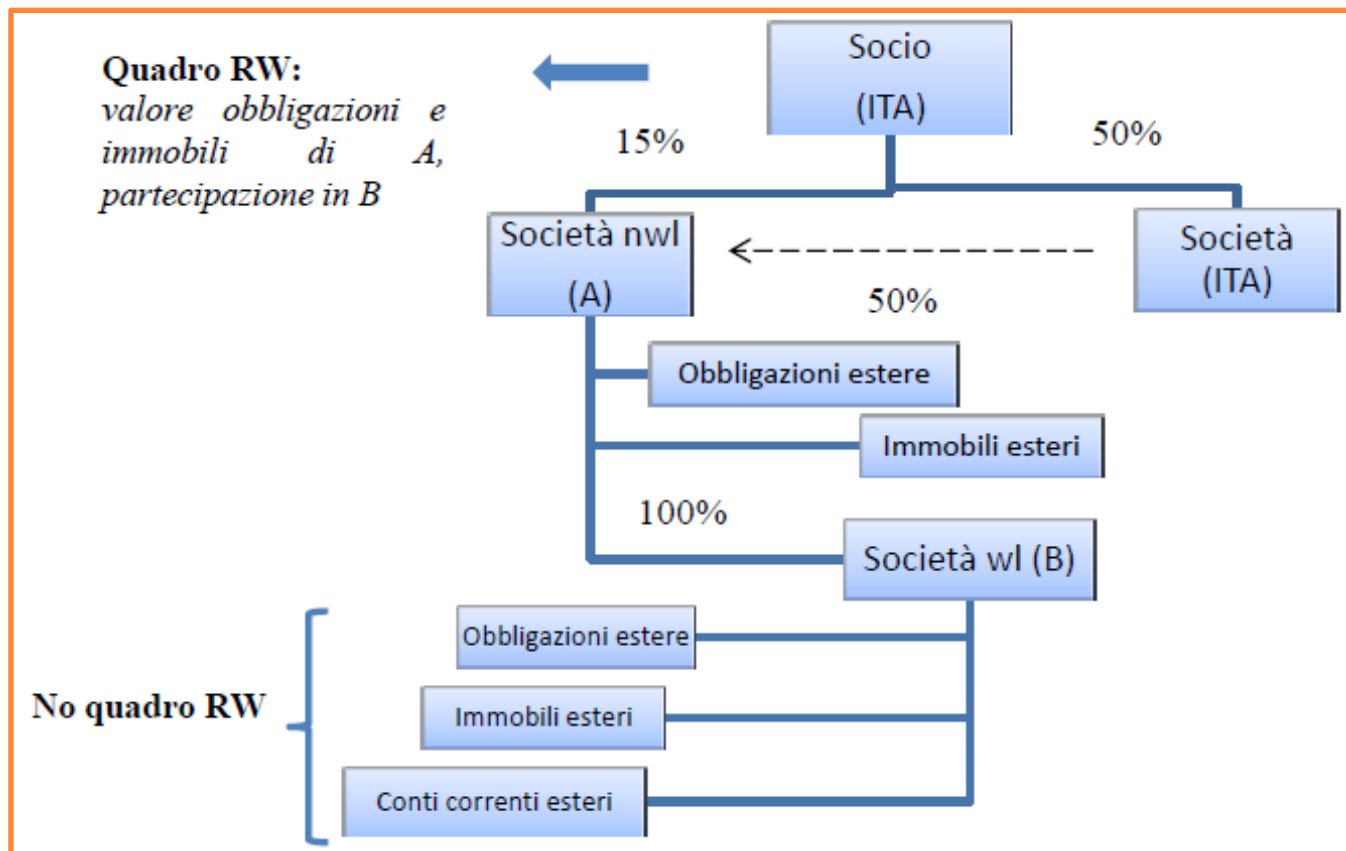 Quadro RW:
valore obbligazioni e
immobili di A,
partecipazione in B
Socio
(ITA)
15%
50%
Società nwl
(A)
Società
(ITA)
50%
Obbligazioni estere
Immobili esteri
100%
Società wl (B)
Obbligazioni estere
No quadro RW
Immobili esteri
Conti correnti esteri